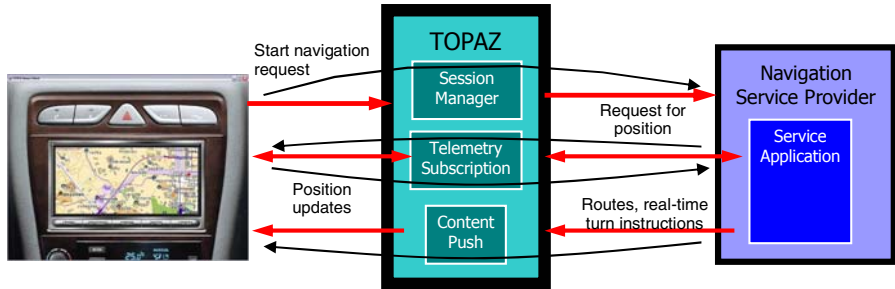 Start navigation
request
TOPAZ
Session
Manager
Navigation
Service Provider
Request for
position
Telemetry
Subscription
Service
Application
Position
updates
Routes, real-time
turn instructions
Content
Push